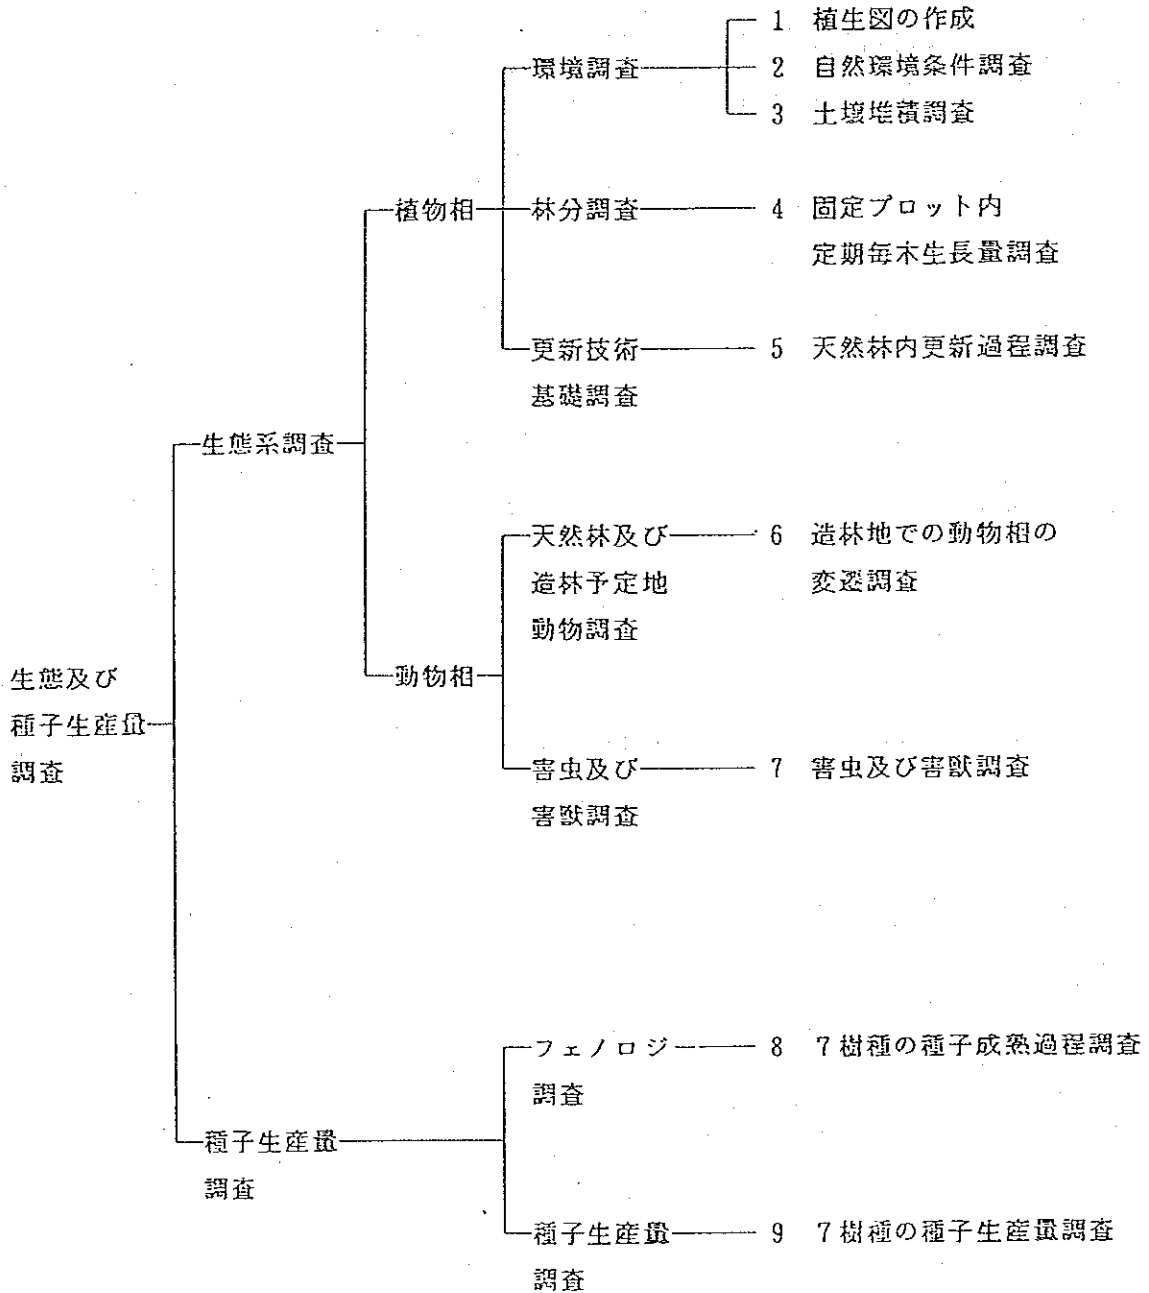 生態及び
種子生産量
調査
生態系調査
植物相
環境調査
1 植生図の作成
2 自然環境条件調査
3 土壌堆積調査
林分調査
4 固定プロット内
定期毎木生長量調査
更新技術
基礎調査
5 天然林内更新過程調査
動物相
天然林及び
造林予定地
動物調査
6 造林地での動物相の
変遷調査
害虫及び
害獣調査
7 害虫及び害獣調査
種子生産量
調査
フェノロジ
調査
8 7樹種の種子成熟過程調査
種子生産量
調査
9 7樹種の種子生産量調査